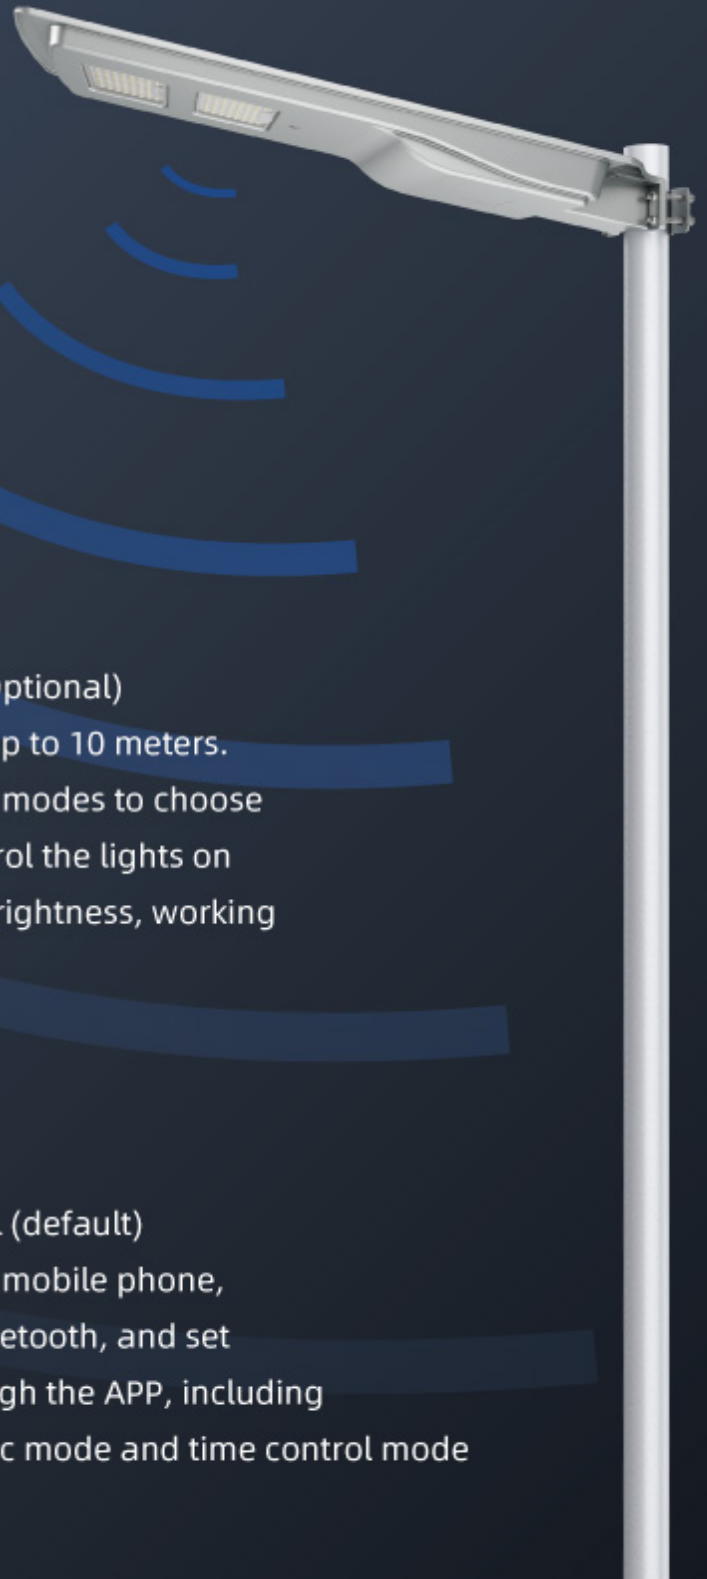 ptional)
p to 10 meters.
modes to choose
rol the lights on
rightness, working
(default)
mobile phone,
etooth, and set
gh the APP, including
c mode and time control mode